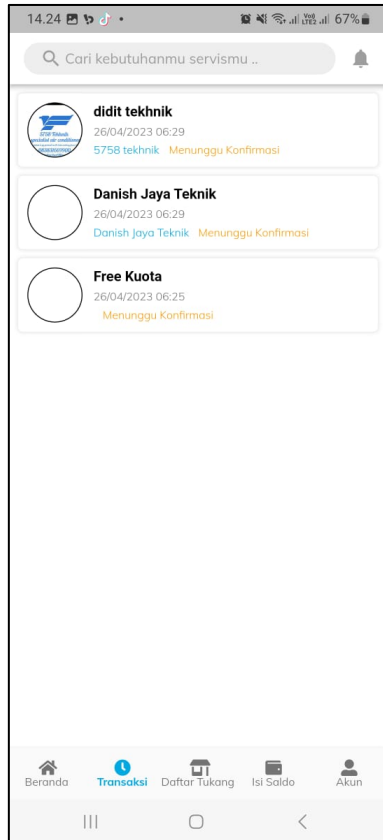 14.24 67%
Cari kebutuhanmu servismu ..
didit tekhnik
26/04/2023 06:29
5758 tekhnik Menunggu Konfirmasi
Danish Jaya Teknik
26/04/2023 06:29
Danish Jaya Teknik Menunggu Konfirmasi
Free Kuota
26/04/2023 06:25
Menunggu Konfirmasi
Beranda Transaksi Daftar Tukang Isi Saldo Akun